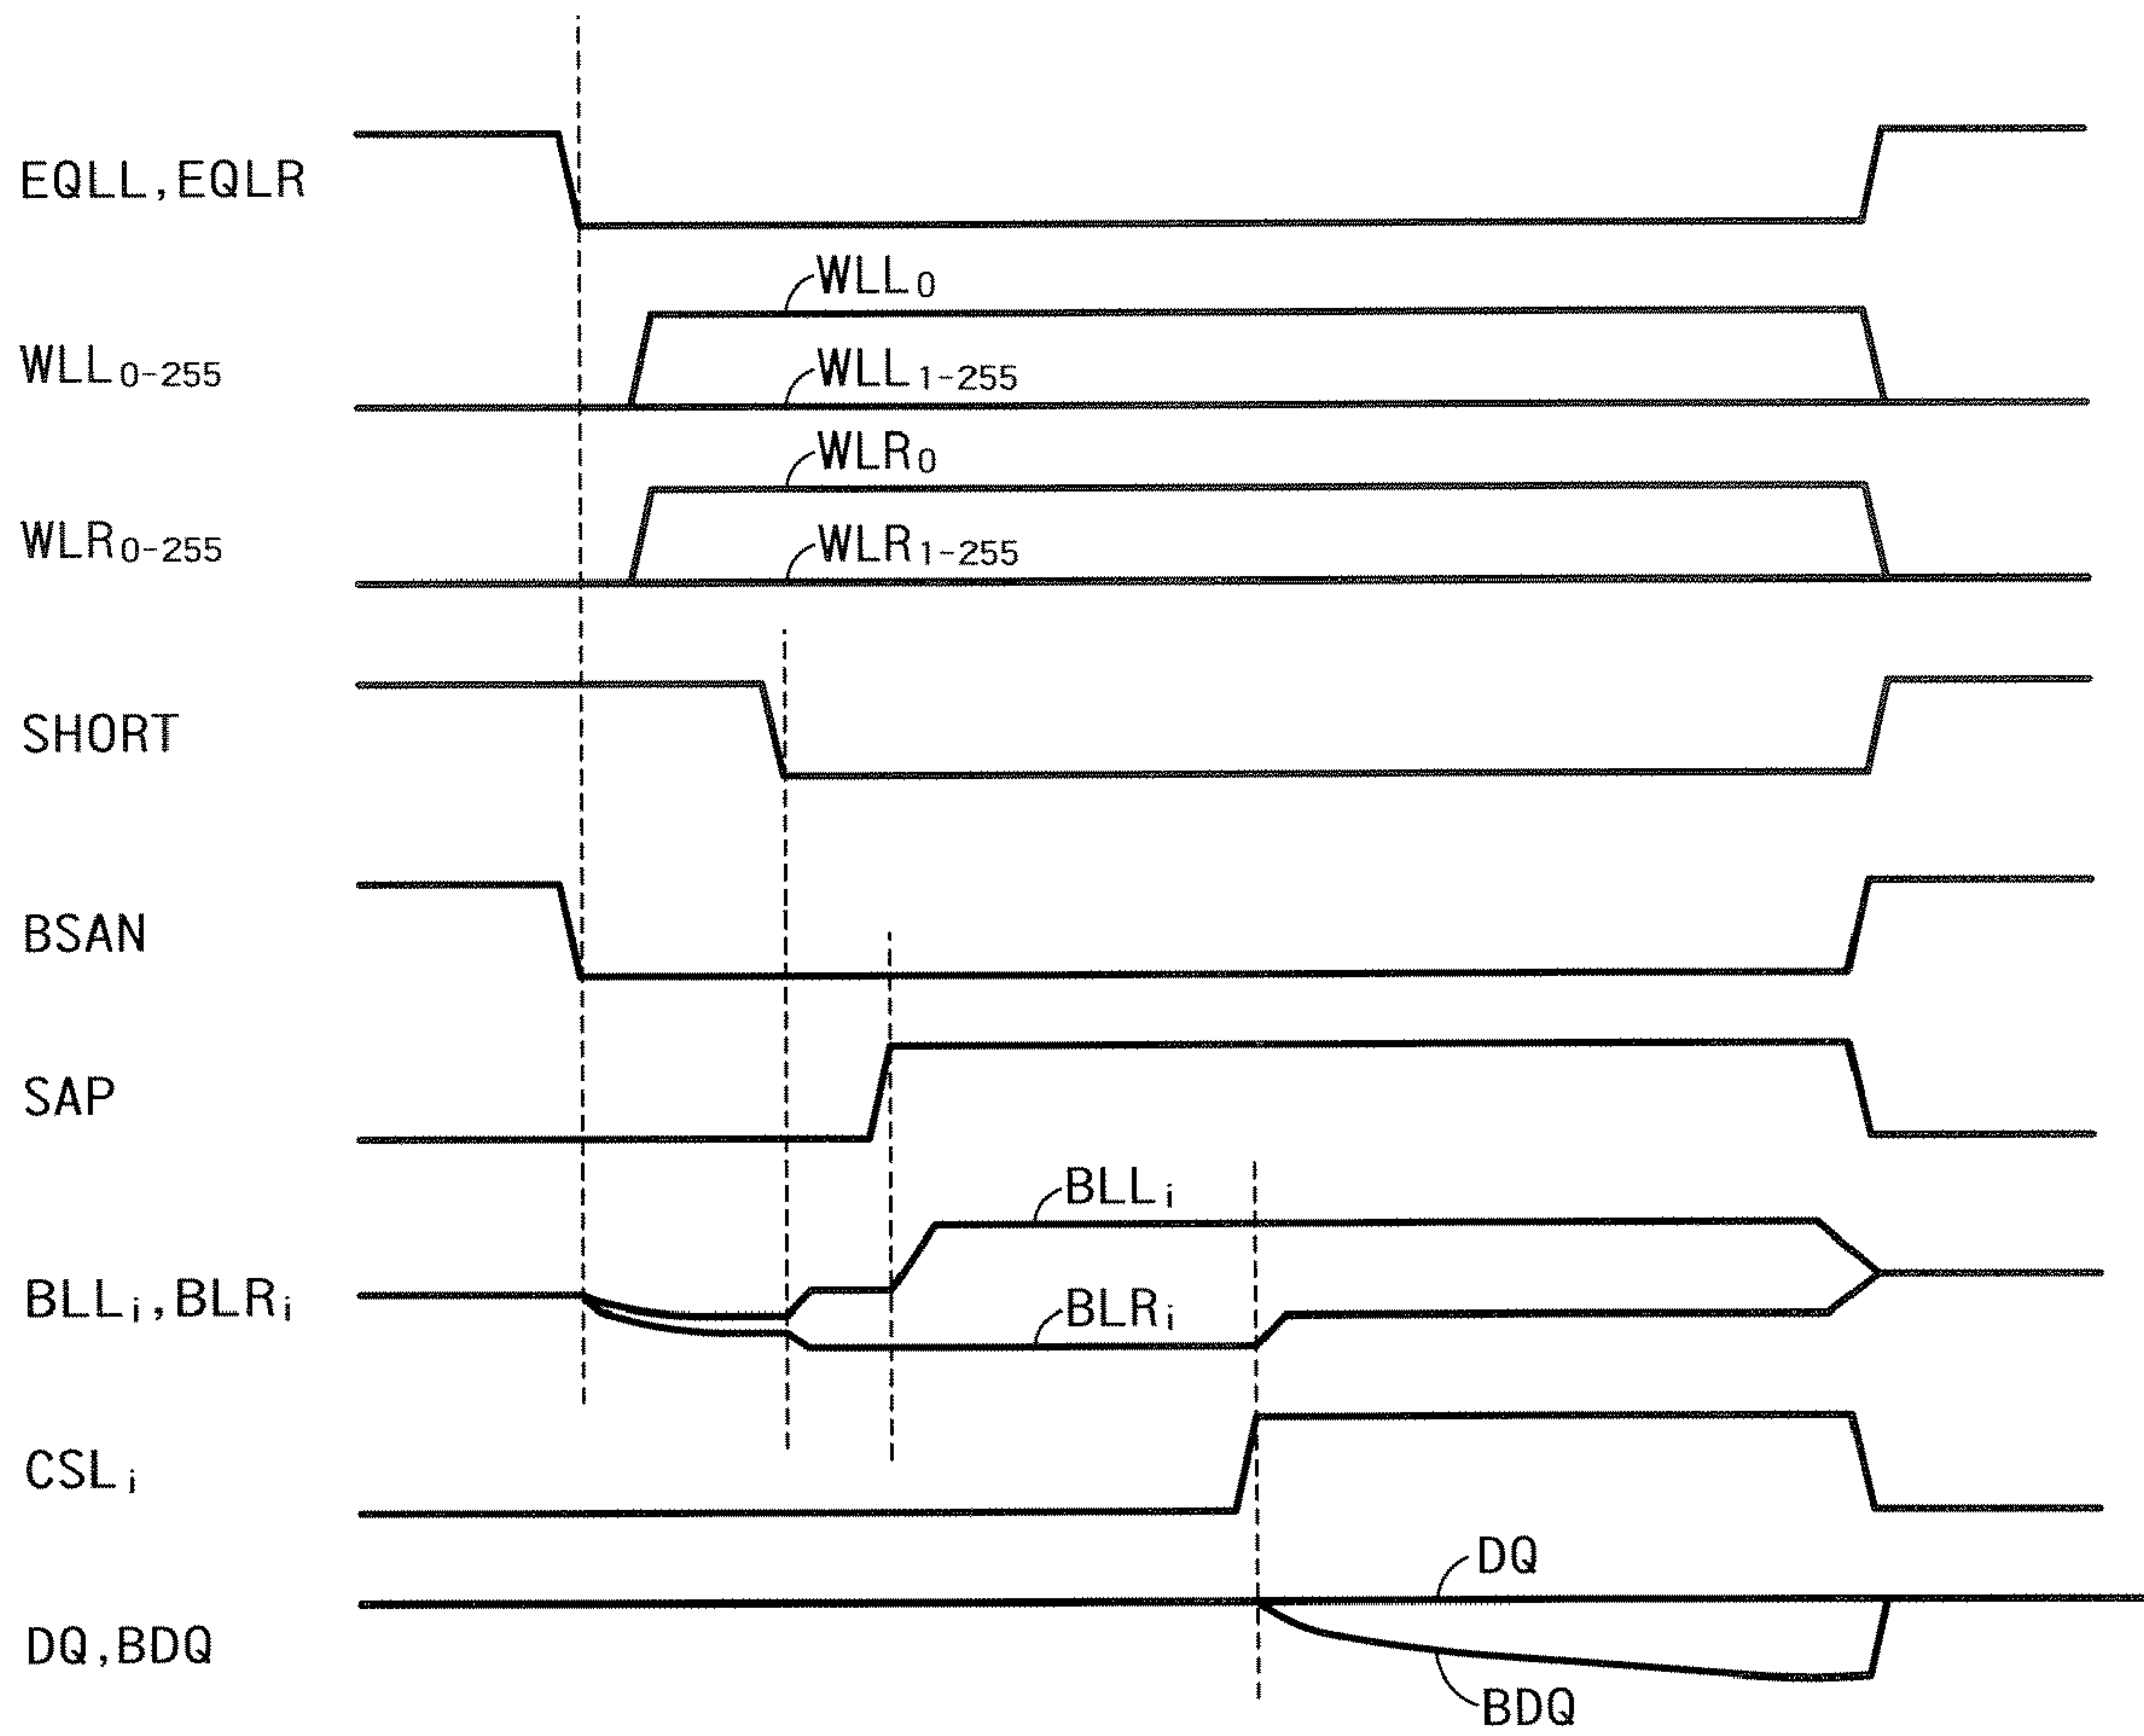 EQLL,EQLR
WLL0
WLL0-255
WLL1-255
WLR0
WLR0-255
WLR1-255
SHORT
BSAN
SAP
BLLi
BLLi,BLRi
BLRi
CSLi
DQ
DQ,BDQ
BDQ